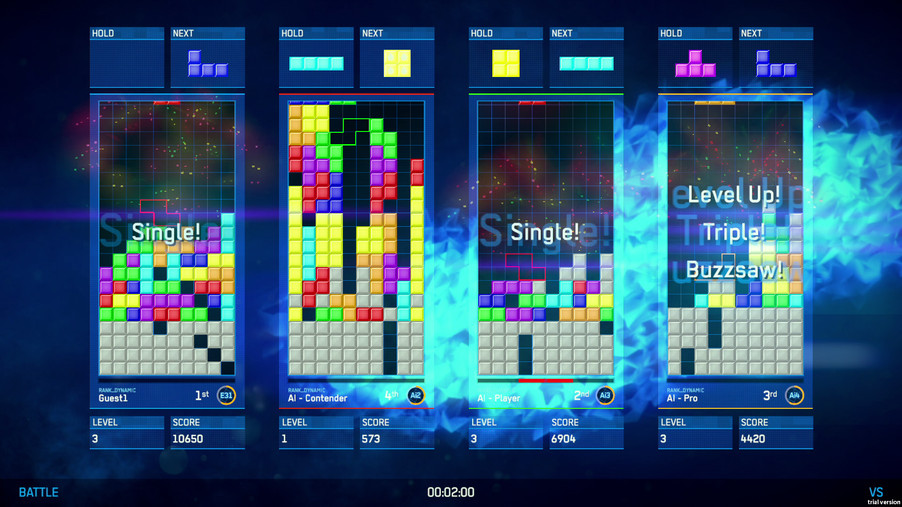 HOLD NEXT HOLD NEXT HOLD NEXT HOLD NEXT
Level Up!
Single! Single! Triple!
Buzzsaw!
RANK_DYNAMIC RANK_DYNAMIC RANK_DYNAMIC RANK_DYNAMIC
Guest1 1st E31 AI - Contender 4th Ai2 AI - Player 2nd Ai3 AI - Pro 3rd Ai4
LEVEL SCORE LEVEL SCORE LEVEL SCORE LEVEL SCORE
3 10650 1 573 3 6904 3 4420
BATTLE 00:02:00 VS
trial version